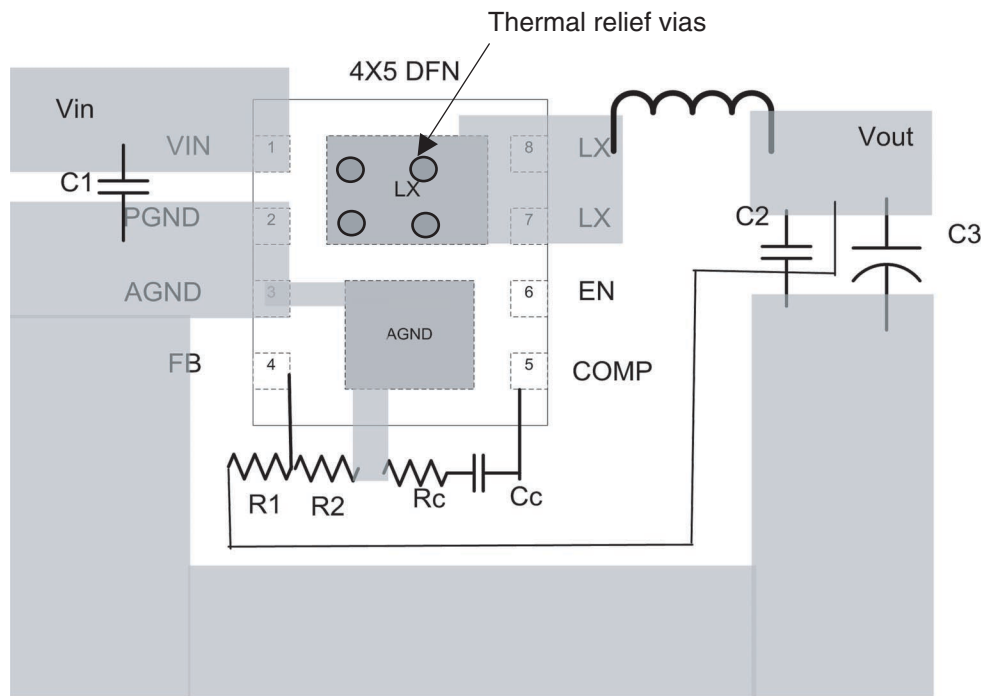 Thermal relief vias
4X5 DFN
Vin
Vout
VIN
1
8
LX
C1
LX
PGND
2
7
LX
C2
C3
AGND
3
6
EN
AGND
FB
4
5
COMP
R1
R2
Rc
Cc